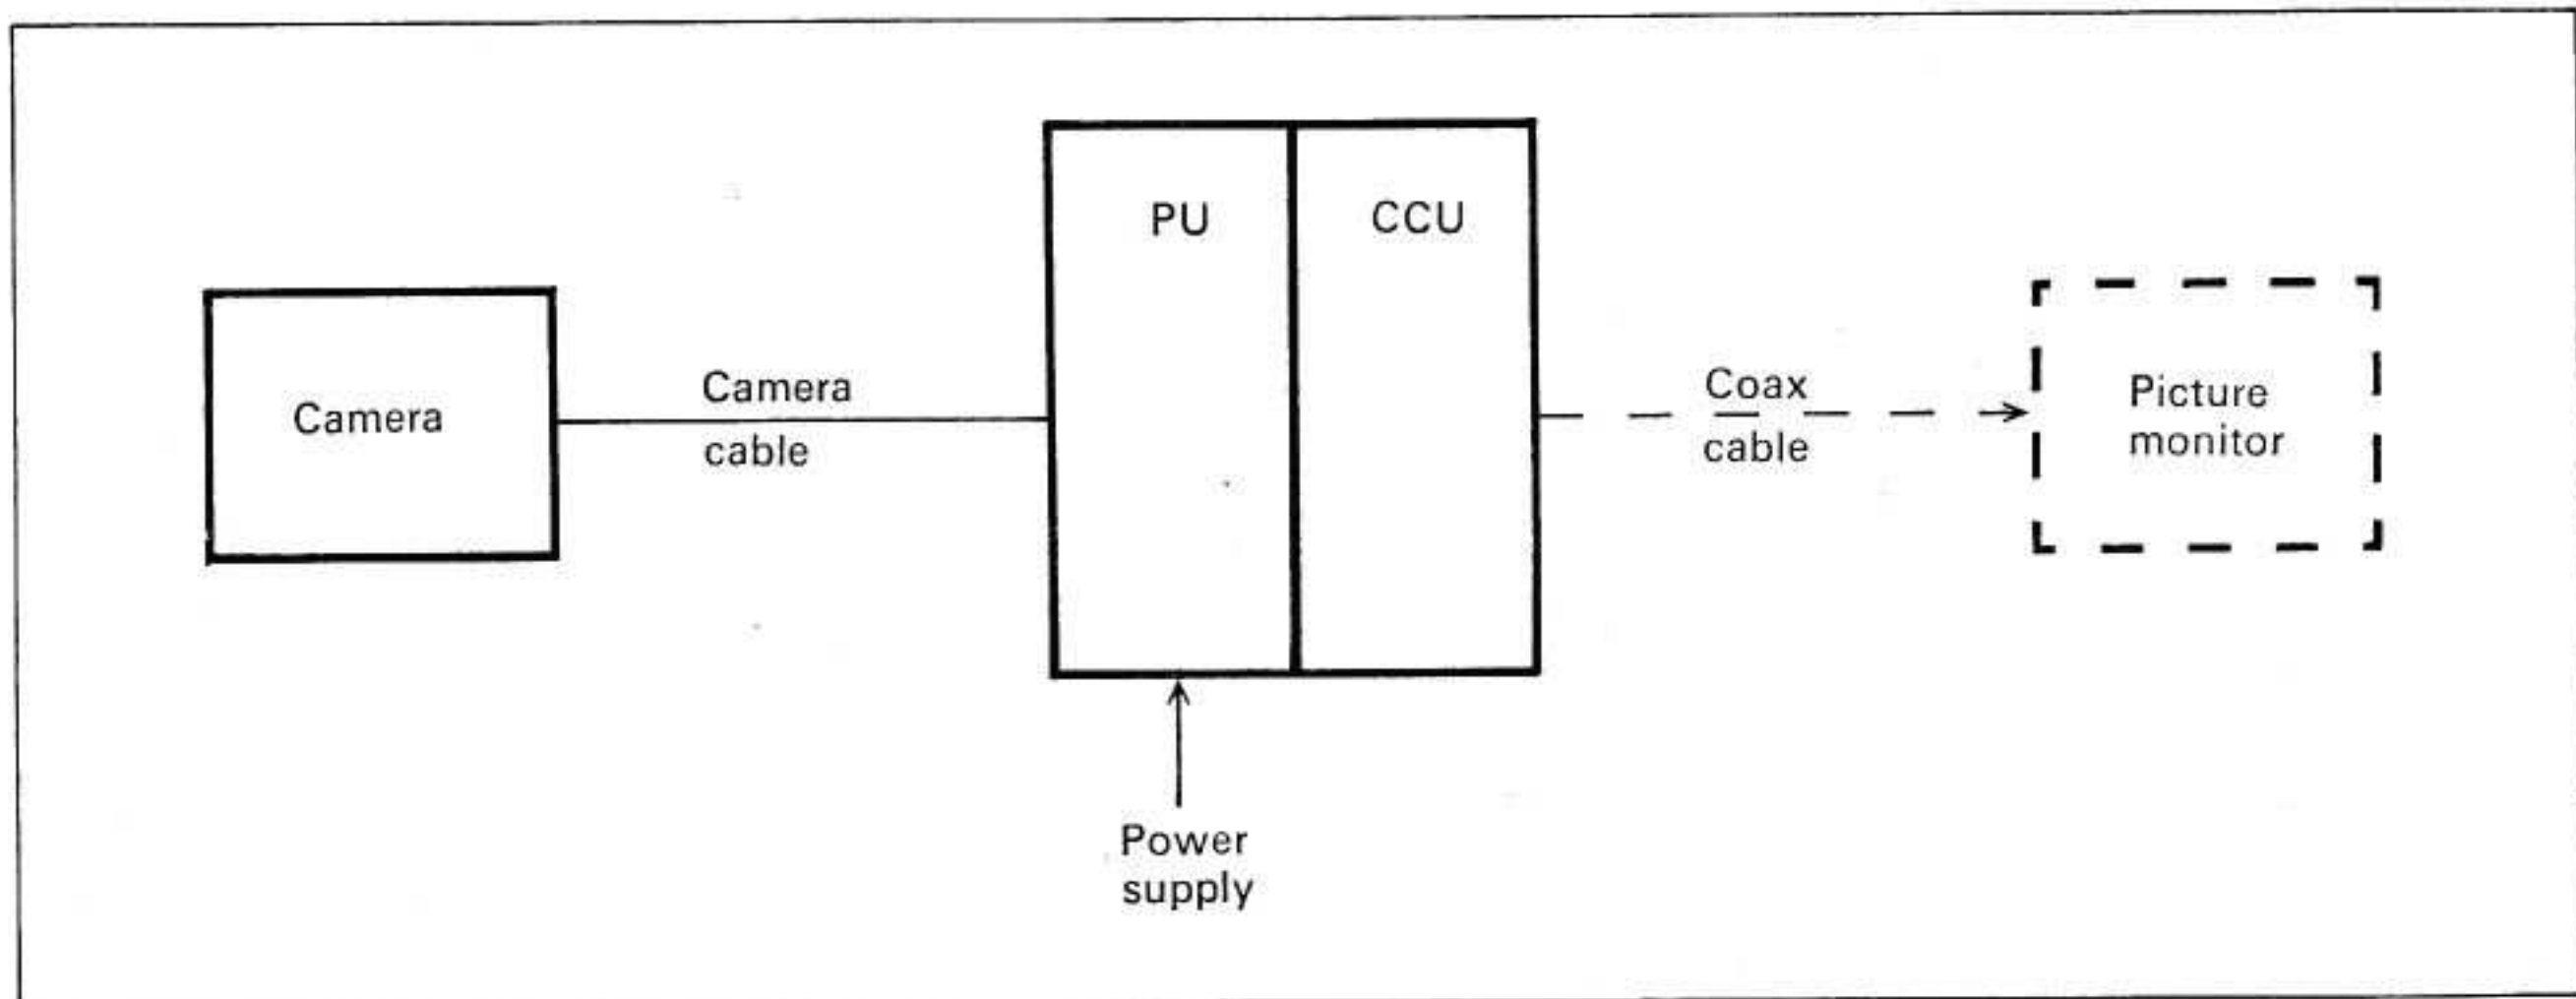 PU
CCU
Camera
Camera
cable
Coax
cable
Picture
monitor
Power
supply